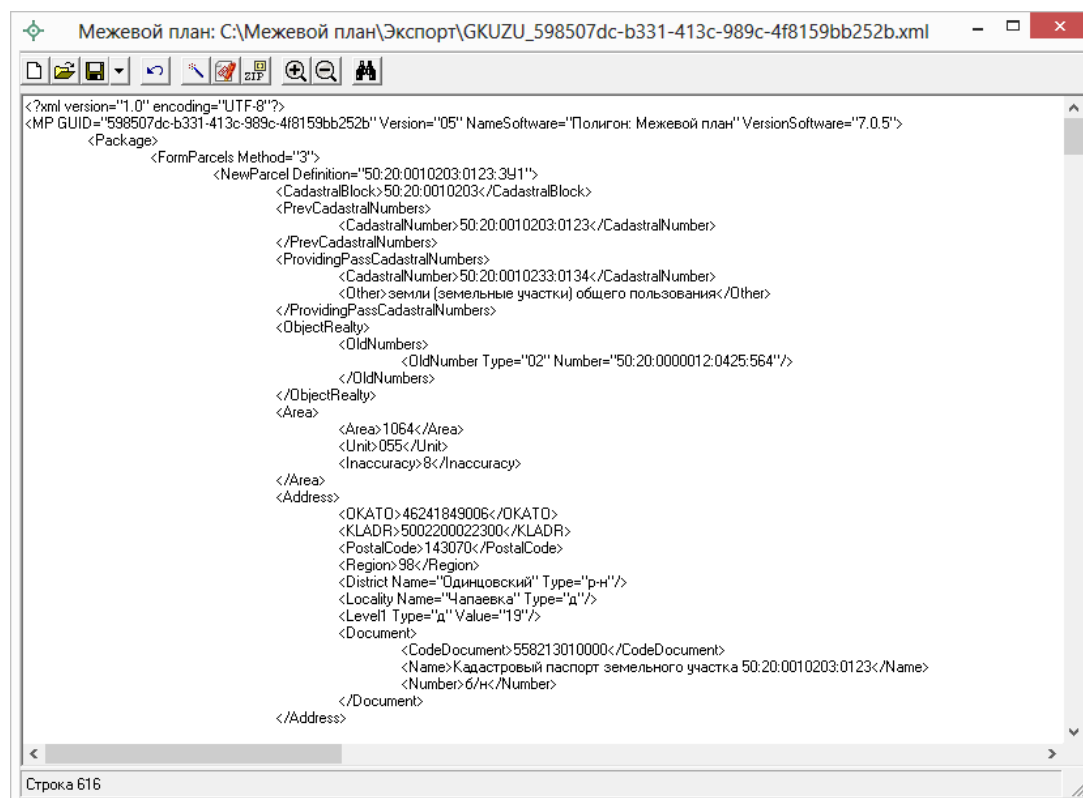 Межевой план: C:\Межевой план\Экспорт\GKUZU_598507dc-b331-413c-989c-4f8159bb252b.xml
ZIP
<?xml version="1.0" encoding="UTF-8"?>
<MP GUID="598507dc-b331-413c-989c-4f8159bb252b" Version="05" NameSoftware="Полигон: Межевой план" VersionSoftware="7.0.5">
<Package>
<FormParcels Method="3">
<NewParcel Definition="50:20:0010203:0123:ЗУ1">
<CadastralBlock>50:20:0010203</CadastralBlock>
<PrevCadastralNumbers>
<CadastralNumber>50:20:0010203:0123</CadastralNumber>
</PrevCadastralNumbers>
<ProvidingPassCadastralNumbers>
<CadastralNumber>50:20:0010233:0134</CadastralNumber>
<Other>земли (земельные участки) общего пользования</Other>
</ProvidingPassCadastralNumbers>
<ObjectRealty>
<OldNumbers>
<OldNumber Type="02" Number="50:20:0000012:0425:564"/>
</OldNumbers>
</ObjectRealty>
<Area>
<Area>1064</Area>
<Unit>055</Unit>
<Inaccuracy>8</Inaccuracy>
</Area>
<Address>
<OKATO>46241849006</OKATO>
<KLADR>5002200022300</KLADR>
<PostalCode>143070</PostalCode>
<Region>98</Region>
<District Name="Одинцовский" Type="р-н"/>
<Locality Name="Чапаевка" Type="д"/>
<Level1 Type="д" Value="19"/>
<Document>
<CodeDocument>558213010000</CodeDocument>
<Name>Кадастровый паспорт земельного участка 50:20:0010203:0123</Name>
<Number>б/н</Number>
</Document>
</Address>
Строка 616